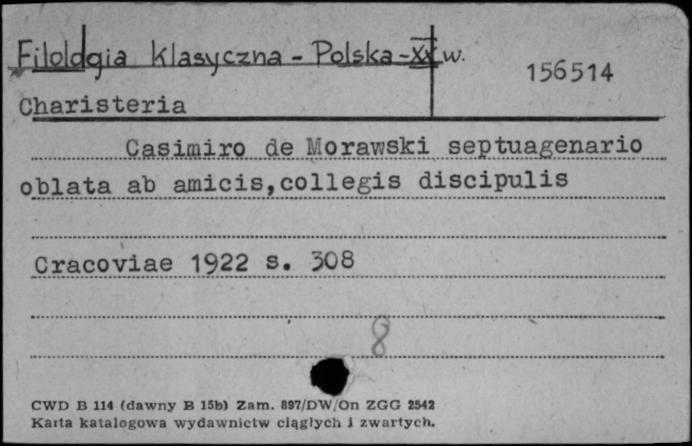 Filologia klasyczna - Polska - XX w.
156514
Charisteria
Casimiro de Morawski septuagenario
oblata ab amicis,collegis discipulis
Cracoviae 1922 s. 308
8
CWD B 114 (dawny B 15b) Zam. 897/DW/On ZGG 2542
Karta katalogowa wydawnictw ciągłych i zwartych.